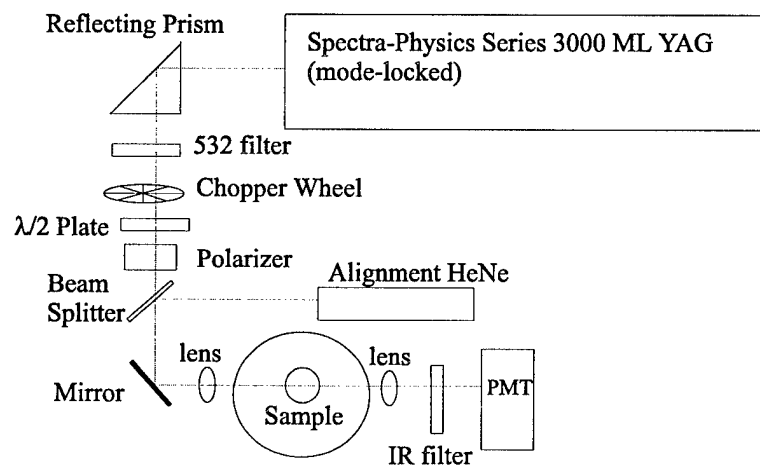 Reflecting Prism
Spectra-Physics Series 3000 ML YAG
(mode-locked)
532 filter
Chopper Wheel
λ/2 Plate
Polarizer
Beam
Splitter
Alignment HeNe
lens
lens
Mirror
Sample
PMT
IR filter